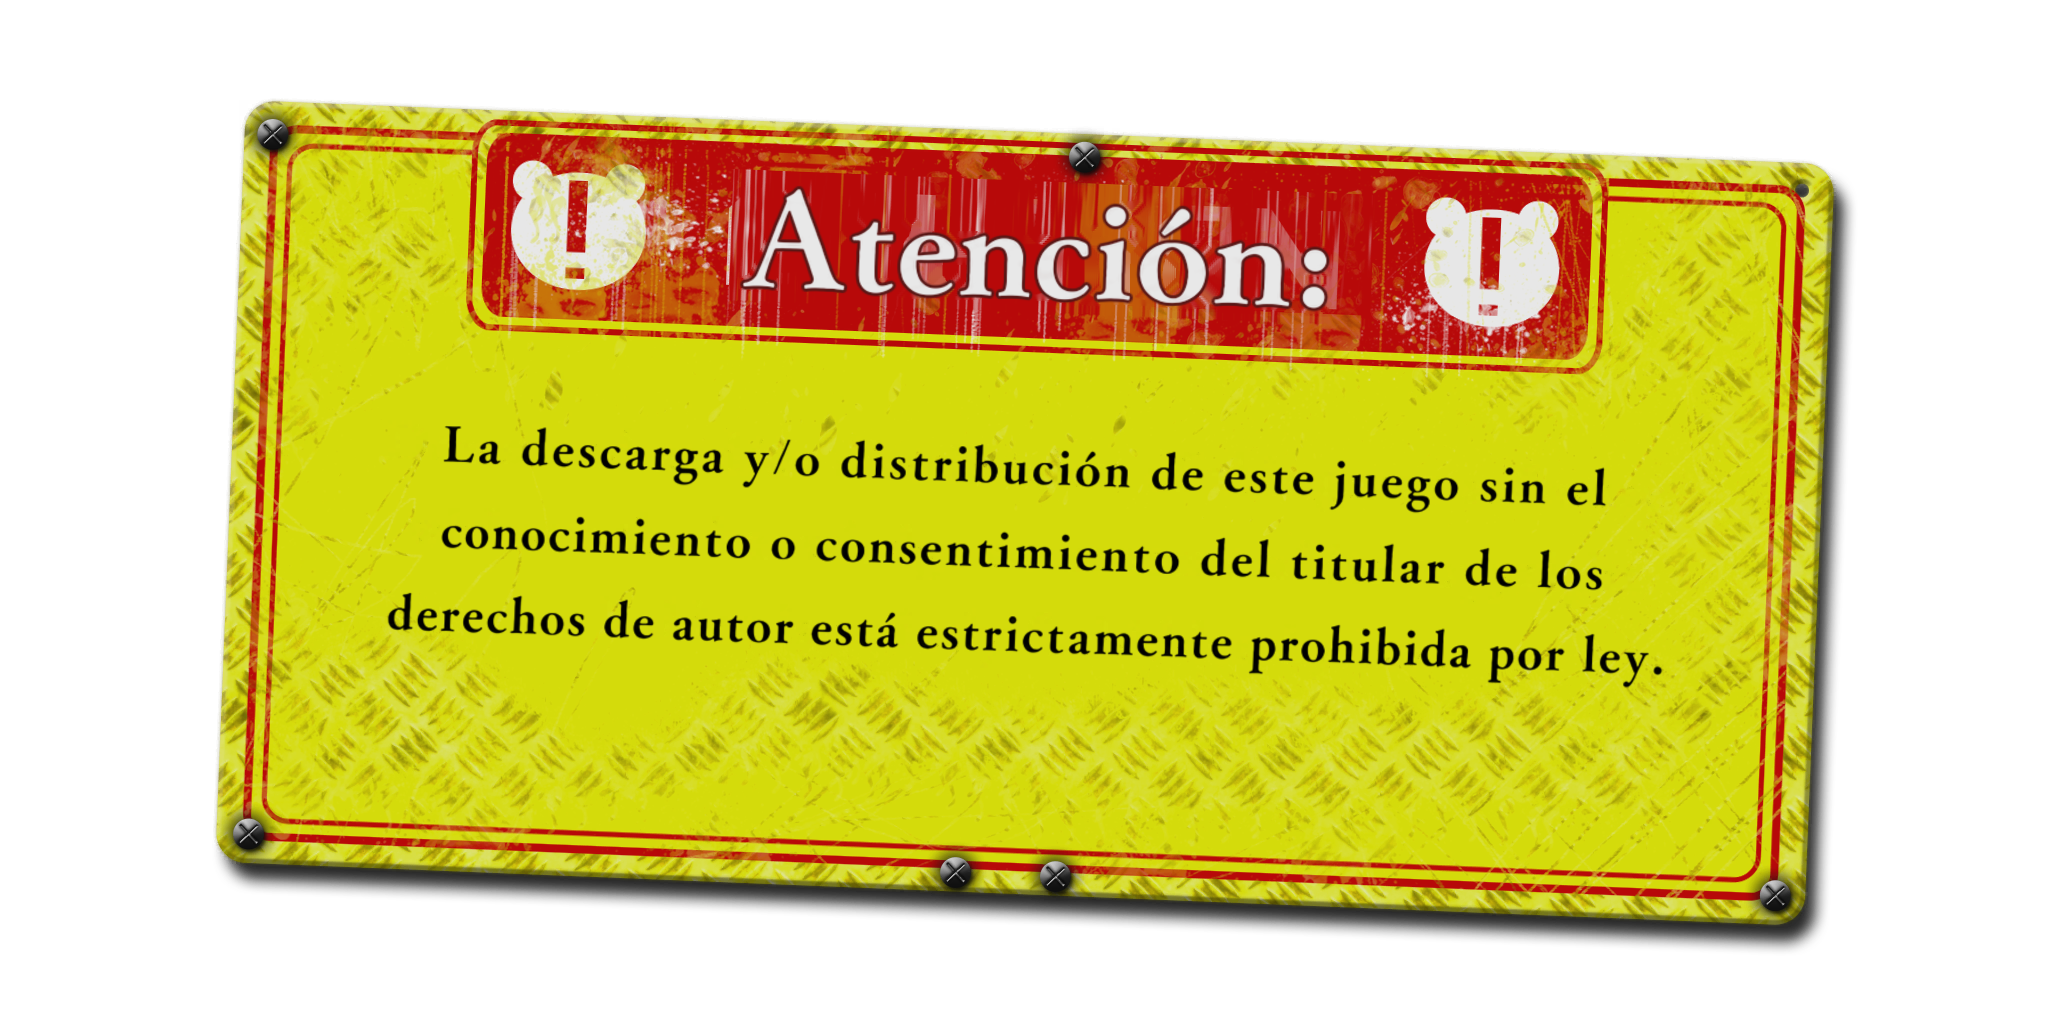 Atención:
La descarga y/o distribución de este juego sin el
conocimiento o consentimiento del titular de los
derechos de autor está estrictamente prohibida por ley.